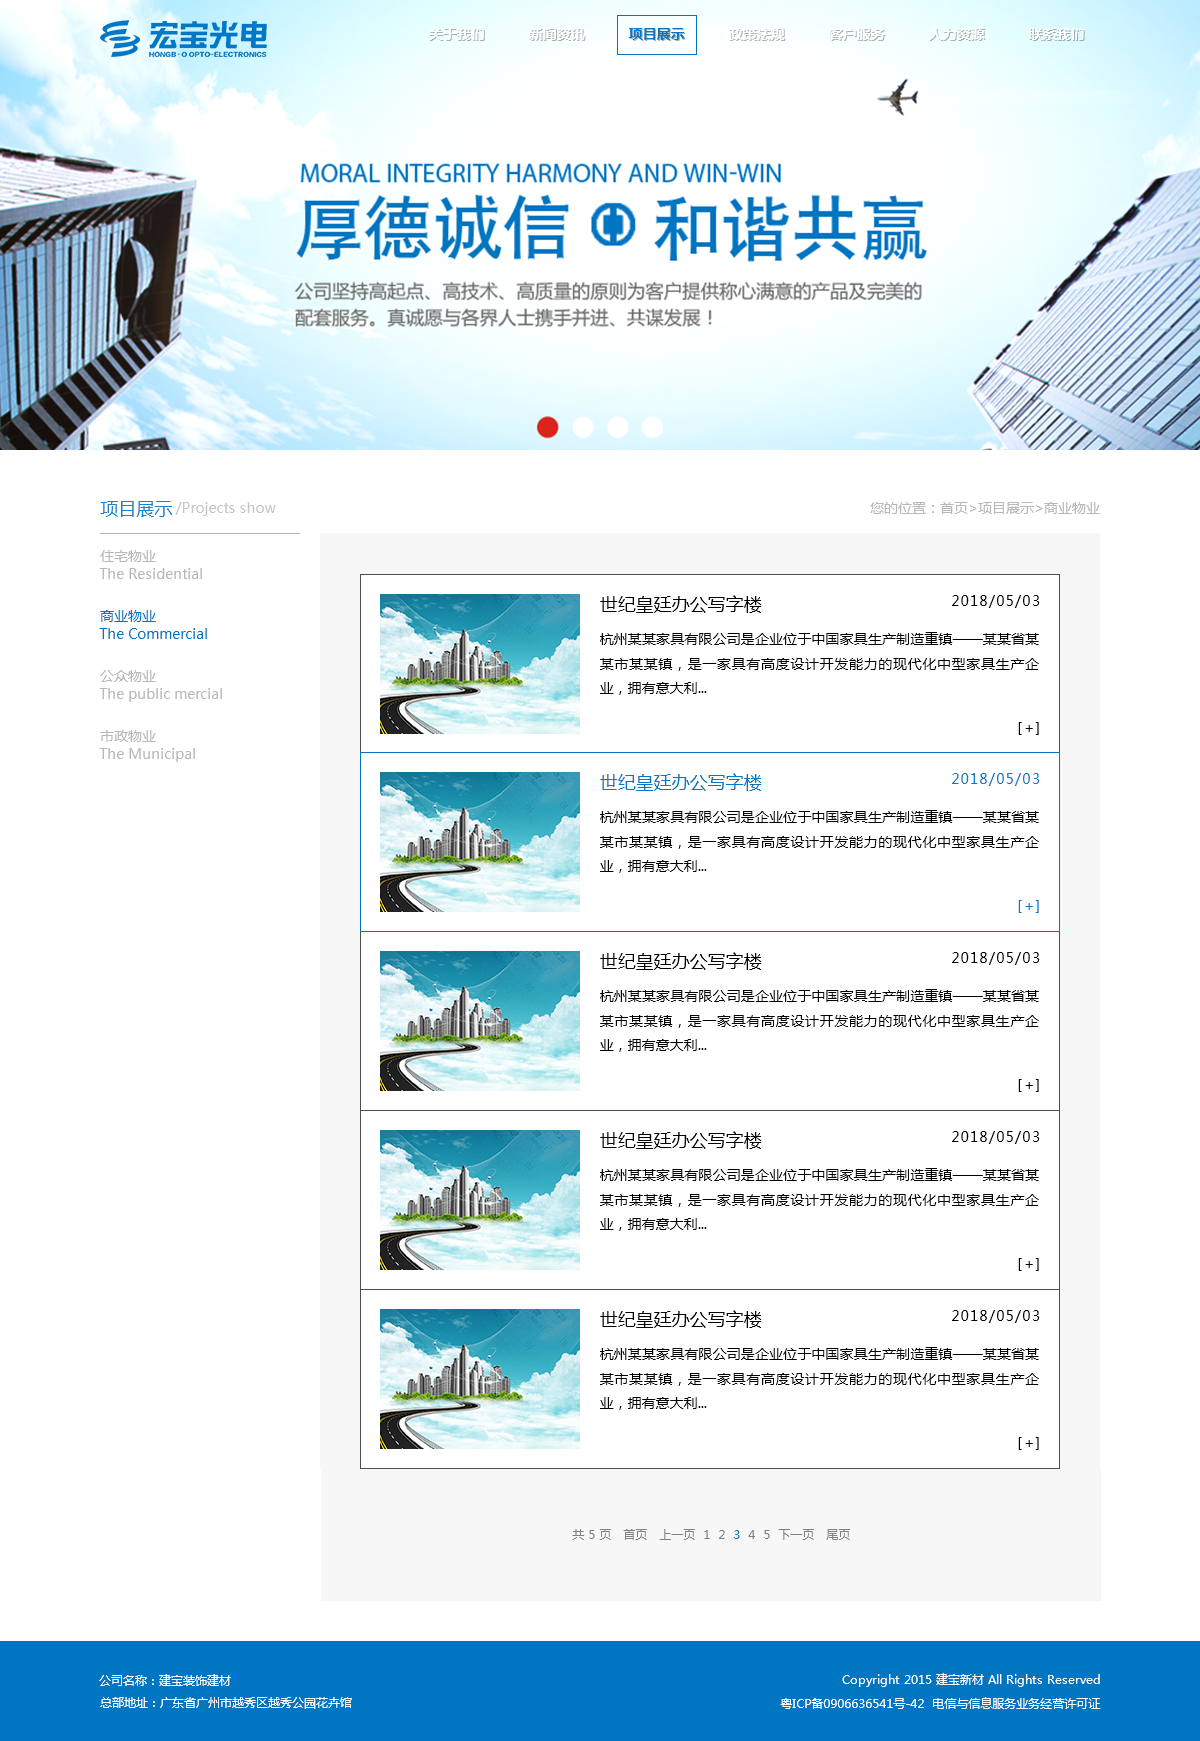 宏宝光电
HONGB·O OPTO-ELECTRONICS
关于我们 新闻资讯 项目展示 政策法规 客户服务 人力资源 联系我们
MORAL INTEGRITY HARMONY AND WIN-WIN
厚德诚信 和谐共赢
公司坚持高起点、高技术、高质量的原则为客户提供称心满意的产品及完美的
配套服务。真诚愿与各界人士携手并进、共谋发展！
项目展示 /Projects show
您的位置：首页>项目展示>商业物业
住宅物业
The Residential
商业物业
The Commercial
公众物业
The public mercial
市政物业
The Municipal
世纪皇廷办公写字楼 2018/05/03
杭州某某家具有限公司是企业位于中国家具生产制造重镇——某某省某
某市某某镇，是一家具有高度设计开发能力的现代化中型家具生产企
业，拥有意大利...
[+]
世纪皇廷办公写字楼 2018/05/03
杭州某某家具有限公司是企业位于中国家具生产制造重镇——某某省某
某市某某镇，是一家具有高度设计开发能力的现代化中型家具生产企
业，拥有意大利...
[+]
世纪皇廷办公写字楼 2018/05/03
杭州某某家具有限公司是企业位于中国家具生产制造重镇——某某省某
某市某某镇，是一家具有高度设计开发能力的现代化中型家具生产企
业，拥有意大利...
[+]
世纪皇廷办公写字楼 2018/05/03
杭州某某家具有限公司是企业位于中国家具生产制造重镇——某某省某
某市某某镇，是一家具有高度设计开发能力的现代化中型家具生产企
业，拥有意大利...
[+]
世纪皇廷办公写字楼 2018/05/03
杭州某某家具有限公司是企业位于中国家具生产制造重镇——某某省某
某市某某镇，是一家具有高度设计开发能力的现代化中型家具生产企
业，拥有意大利...
[+]
共 5 页 首页 上一页 1 2 3 4 5 下一页 尾页
公司名称：建宝装饰建材
总部地址：广东省广州市越秀区越秀公园花卉馆
Copyright 2015 建宝新材 All Rights Reserved
粤ICP备0906636541号-42 电信与信息服务业务经营许可证